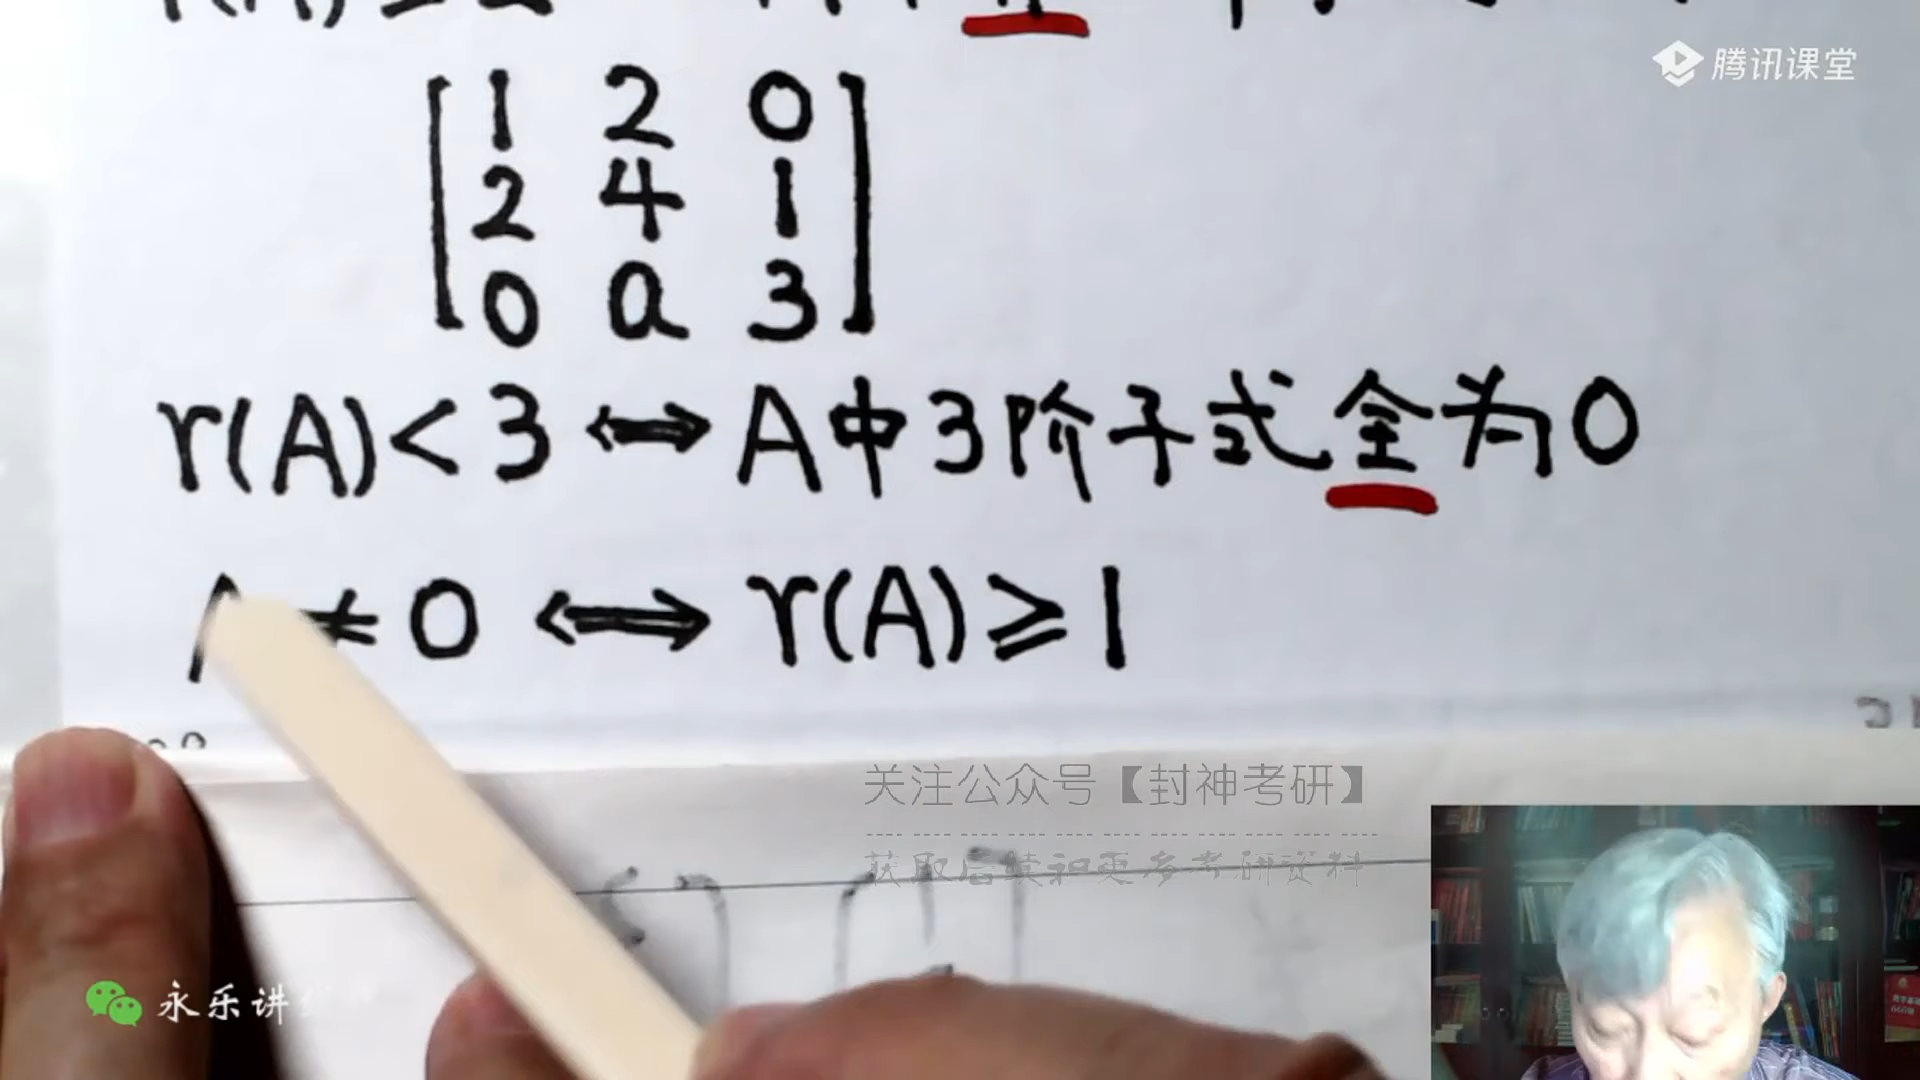 腾讯课堂
1 2 0
2 4 1
0 a 3
r(A)<3 ⟷ A中3阶子式全为0
A ≠ 0 ⟷ r(A)≥1
关注公众号【封神考研】
获取后续和更多考研资料
永乐讲